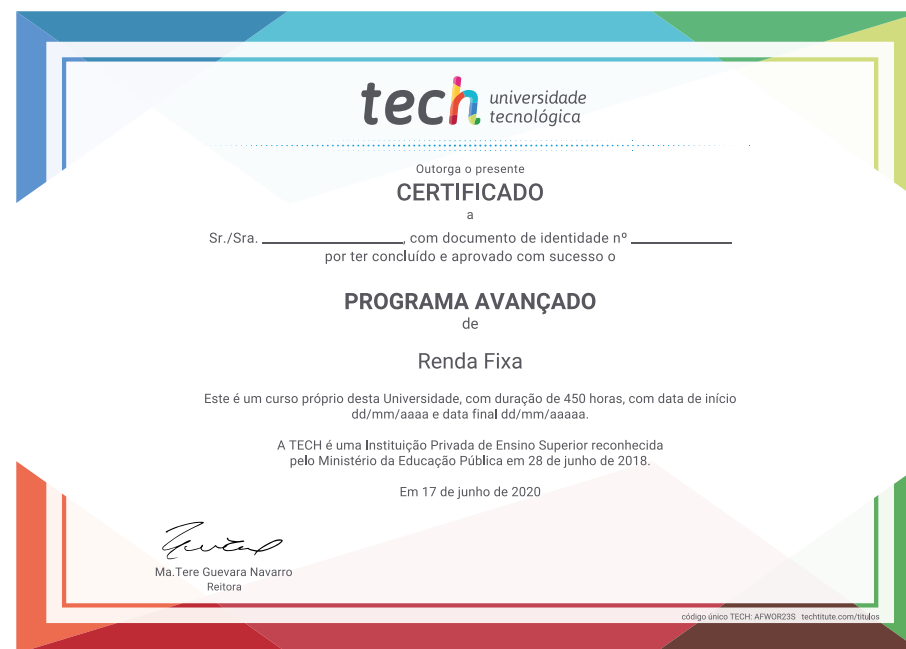 tech universidade
tecnológica
Outorga o presente
CERTIFICADO
a
Sr./Sra. ____________, com documento de identidade nº ____________
por ter concluído e aprovado com sucesso o
PROGRAMA AVANÇADO
de
Renda Fixa
Este é um curso próprio desta Universidade, com duração de 450 horas, com data de início
dd/mm/aaaa e data final dd/mm/aaaaa.
A TECH é uma Instituição Privada de Ensino Superior reconhecida
pelo Ministério da Educação Pública em 28 de junho de 2018.
Em 17 de junho de 2020
Ma.Tere Guevara Navarro
Reitora
código único TECH: AFWOR23S techtitute.com/titulos